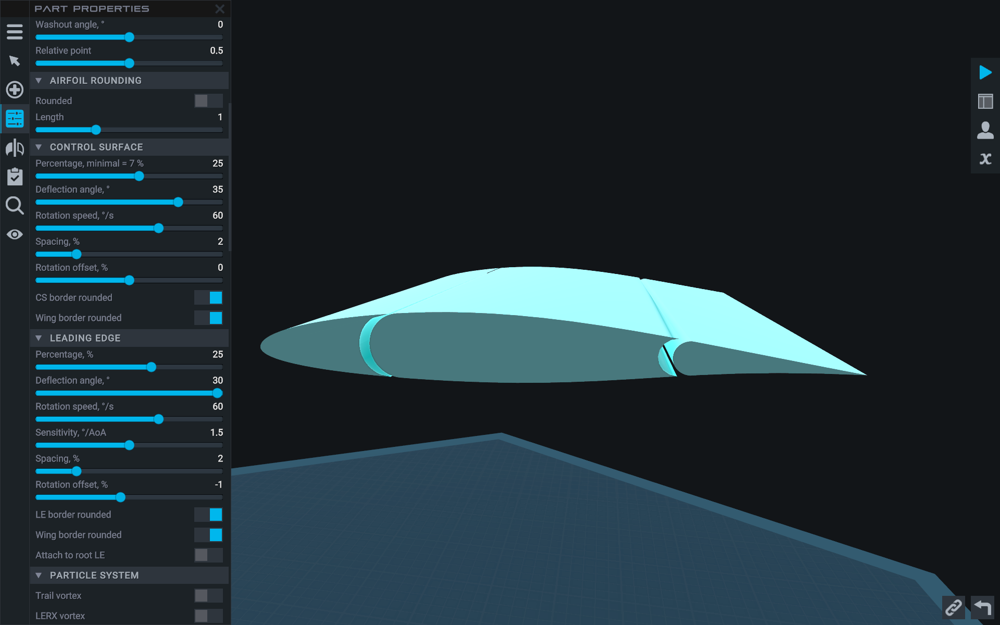 PART PROPERTIES
Washout angle, ° 0
Relative point 0.5
AIRFOIL ROUNDING
Rounded
Length 1
CONTROL SURFACE
Percentage, minimal = 7 % 25
Deflection angle, ° 35
Rotation speed, °/s 60
Spacing, % 2
Rotation offset, % 0
CS border rounded
Wing border rounded
LEADING EDGE
Percentage, % 25
Deflection angle, ° 30
Rotation speed, °/s 60
Sensitivity, °/AoA 1.5
Spacing, % 2
Rotation offset, % -1
LE border rounded
Wing border rounded
Attach to root LE
PARTICLE SYSTEM
Trail vortex
LERX vortex
x